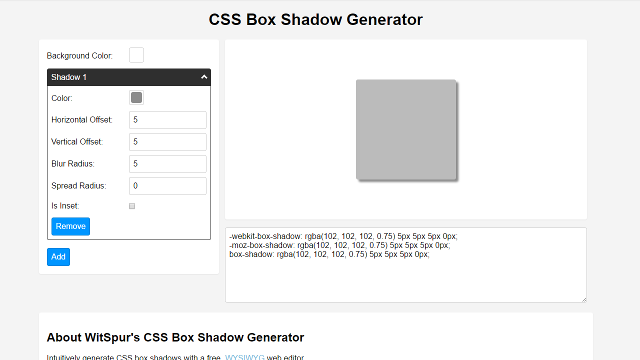 CSS Box Shadow Generator
Background Color:
Shadow 1
Color:
Horizontal Offset: 5
Vertical Offset: 5
Blur Radius: 5
Spread Radius: 0
Is Inset:
Remove
Add
-webkit-box-shadow: rgba(102, 102, 102, 0.75) 5px 5px 5px 0px;
-moz-box-shadow: rgba(102, 102, 102, 0.75) 5px 5px 5px 0px;
box-shadow: rgba(102, 102, 102, 0.75) 5px 5px 5px 0px;
About WitSpur's CSS Box Shadow Generator
Intuitively generate CSS box shadows with a free, WYSIWYG web editor